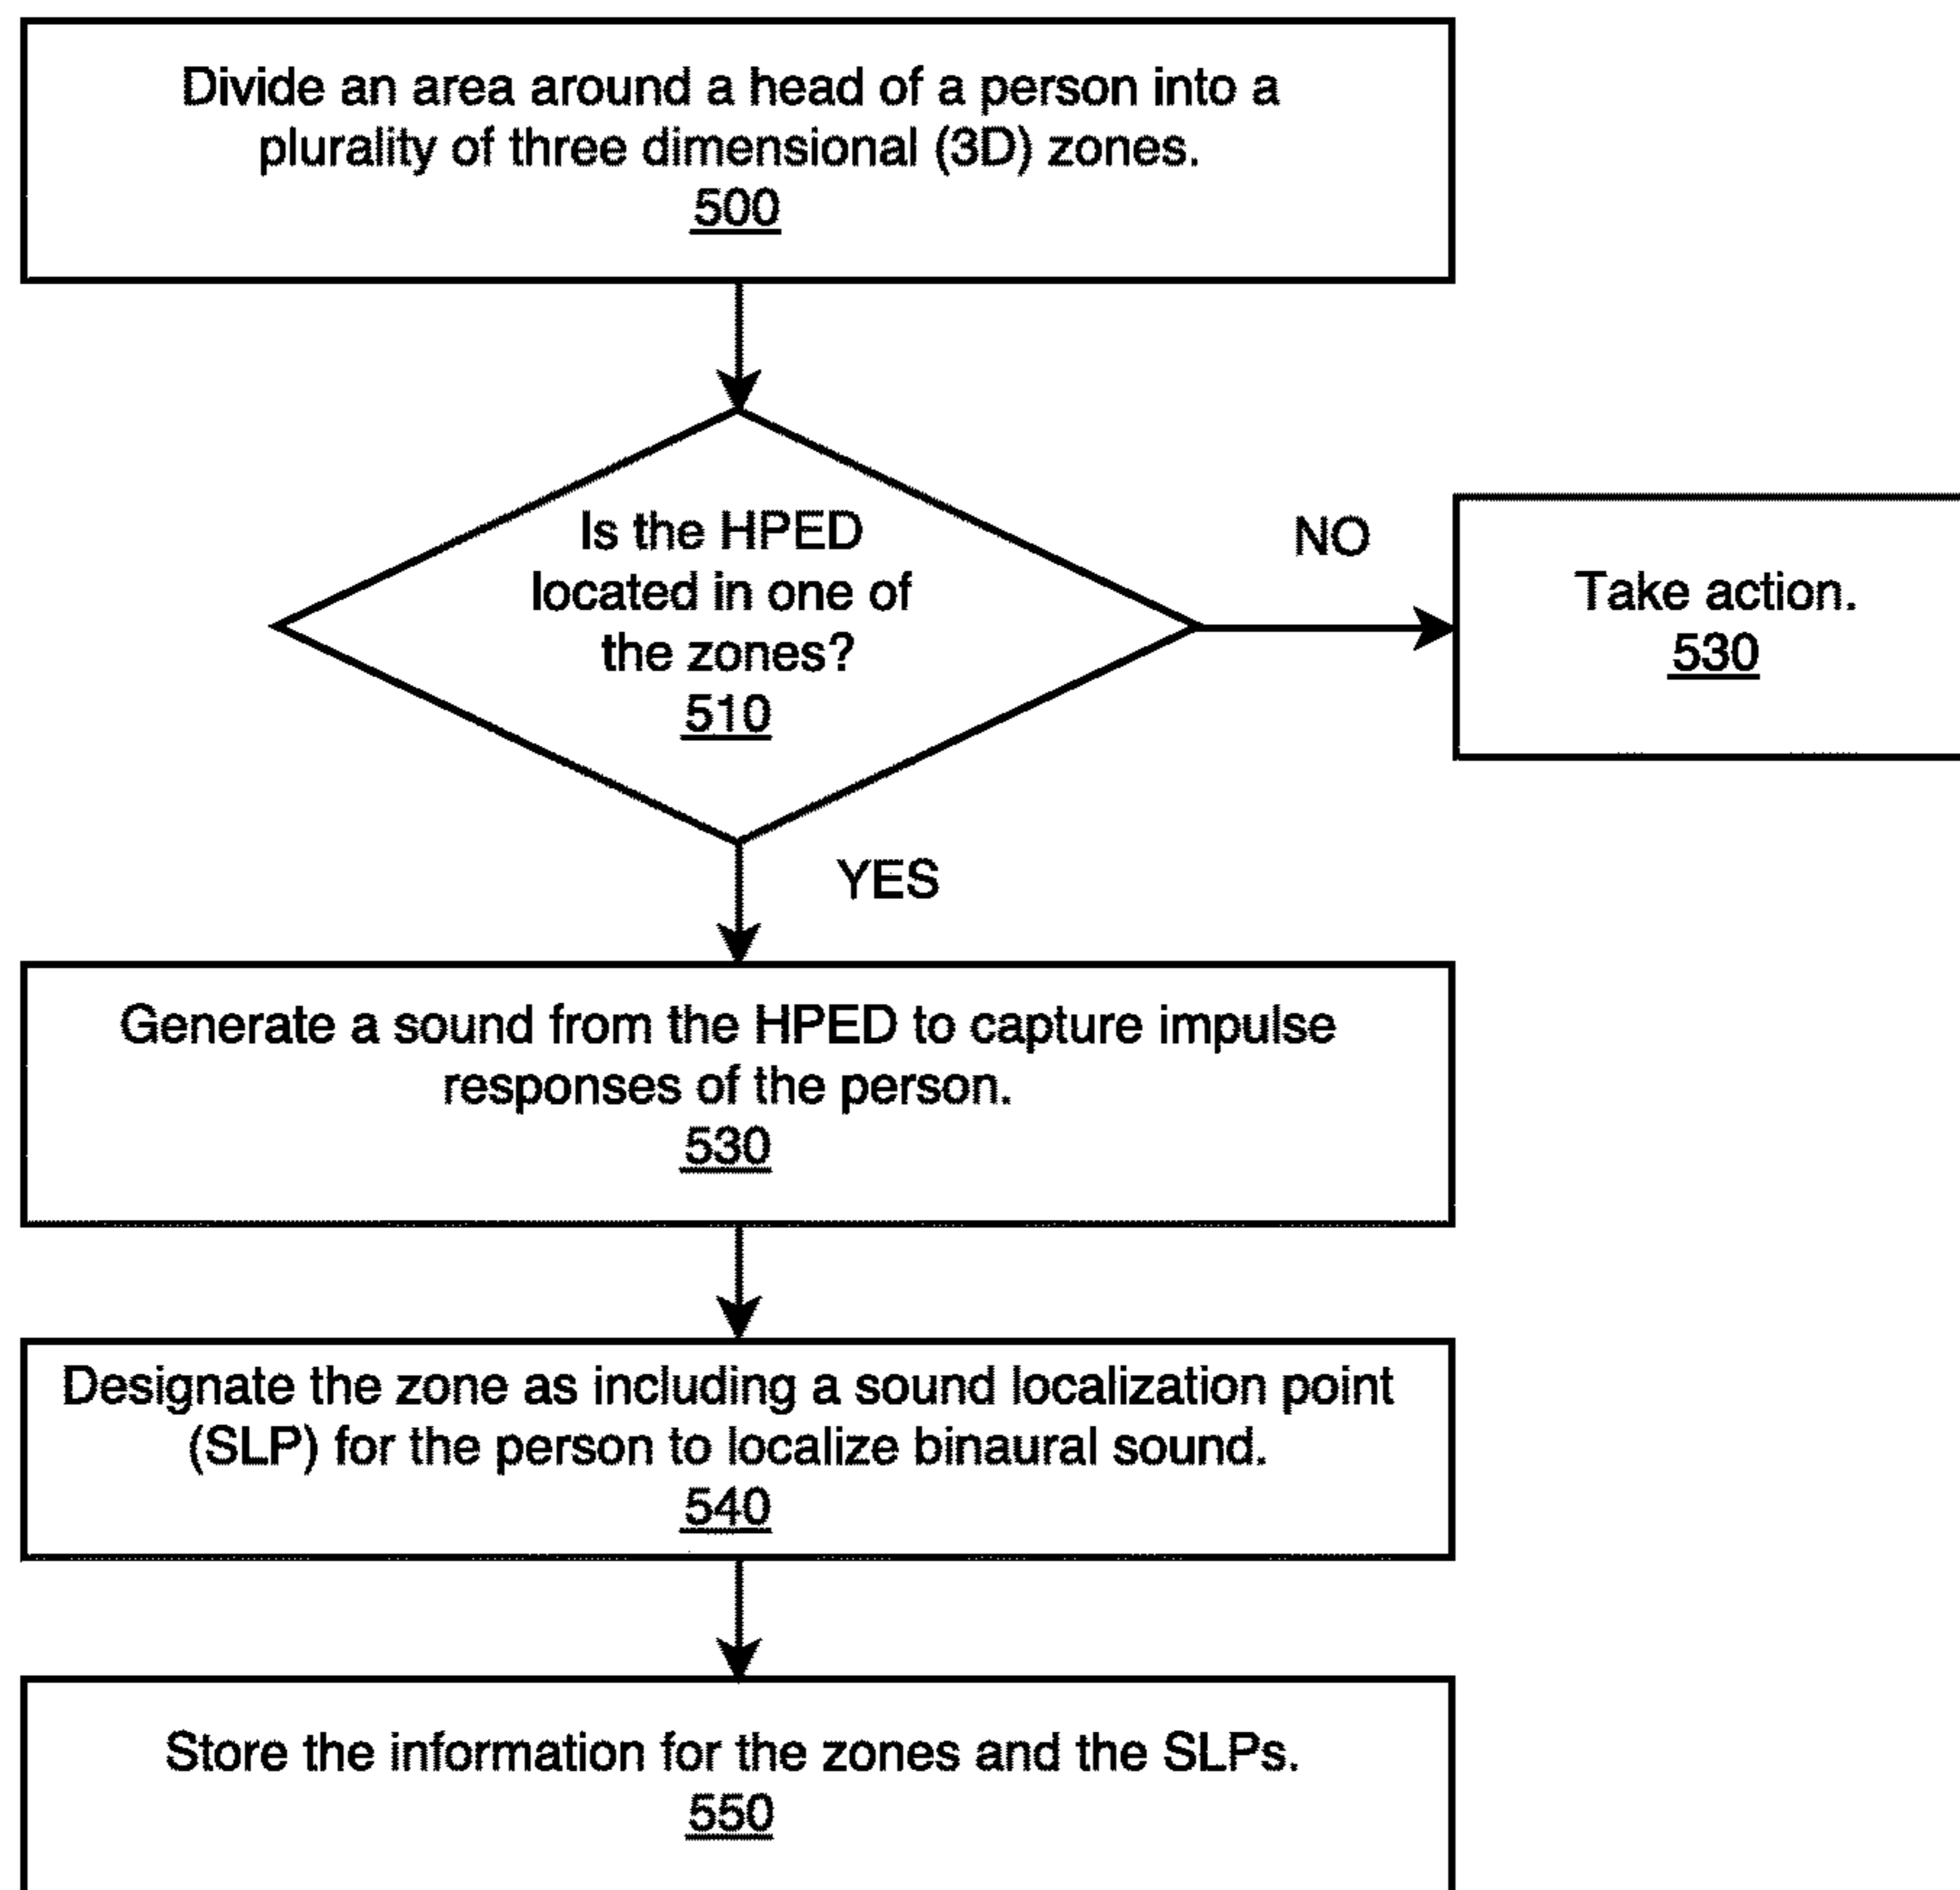 Divide an area around a head of a person into a
plurality of three dimensional (3D) zones.
500
Is the HPED
located in one of
the zones?
510
NO
Take action.
530
YES
Generate a sound from the HPED to capture impulse
responses of the person.
530
Designate the zone as including a sound localization point
(SLP) for the person to localize binaural sound.
540
Store the information for the zones and the SLPs.
550